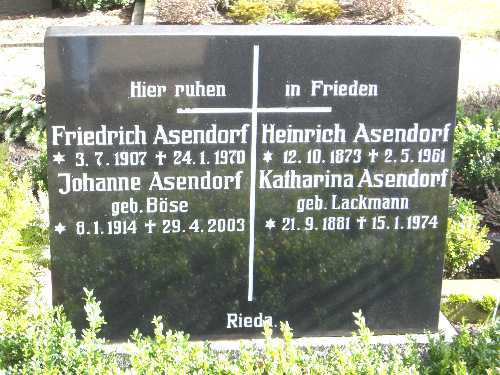 Hier ruhen in Frieden
Friedrich Asendorf
* 3.7.1907 † 24.1.1970
Johanne Asendorf
geb. Böse
* 8.1.1914 † 29.4.2003
Heinrich Asendorf
* 12.10.1873 † 2.5.1961
Katharina Asendorf
geb. Lackmann
* 21.9.1881 † 15.1.1974
Rieda